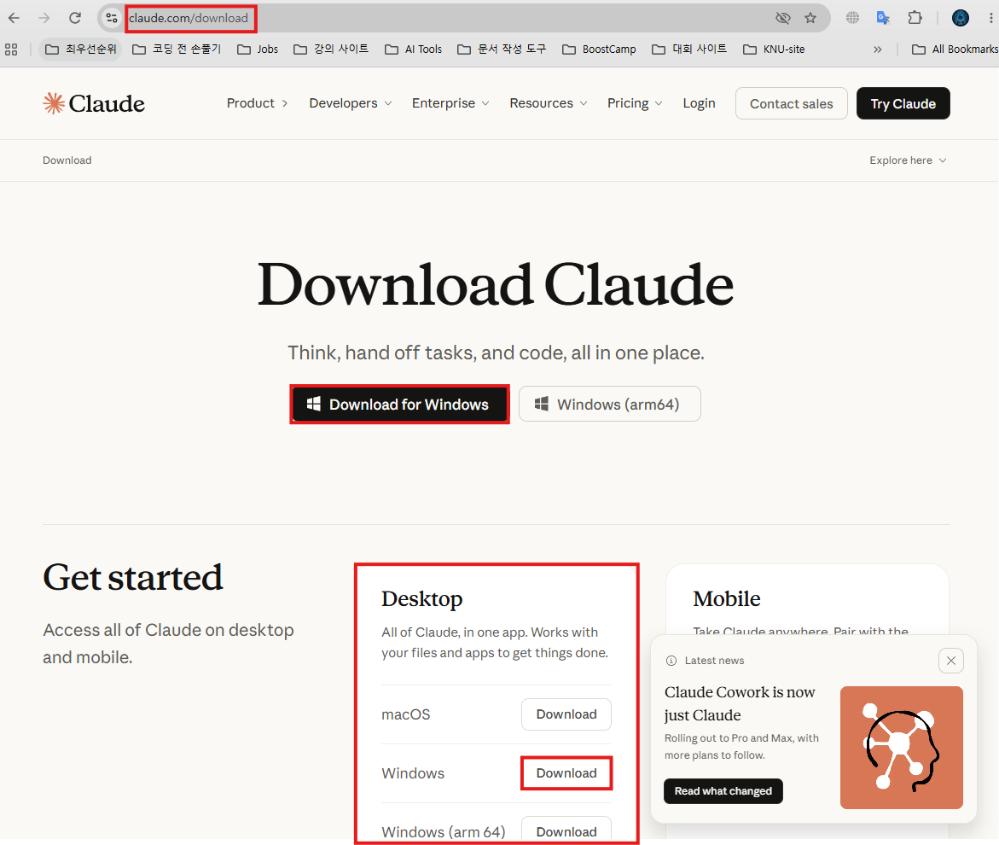 claude.com/download
최우선순위 코딩 전 손풀기 Jobs 강의 사이트 AI Tools 문서 작성 도구 BoostCamp 대회 사이트 KNU-site » All Bookmarks
Claude Product Developers Enterprise Resources Pricing Login Contact sales Try Claude
Download Explore here
Download Claude
Think, hand off tasks, and code, all in one place.
Download for Windows Windows (arm64)
Get started
Access all of Claude on desktop
and mobile.
Desktop
All of Claude, in one app. Works with
your files and apps to get things done.
macOS Download
Windows Download
Windows (arm 64) Download
Mobile
Take Claude anywhere. Pair with the
Latest news
Claude Cowork is now
just Claude
Rolling out to Pro and Max, with
more plans to follow.
Read what changed